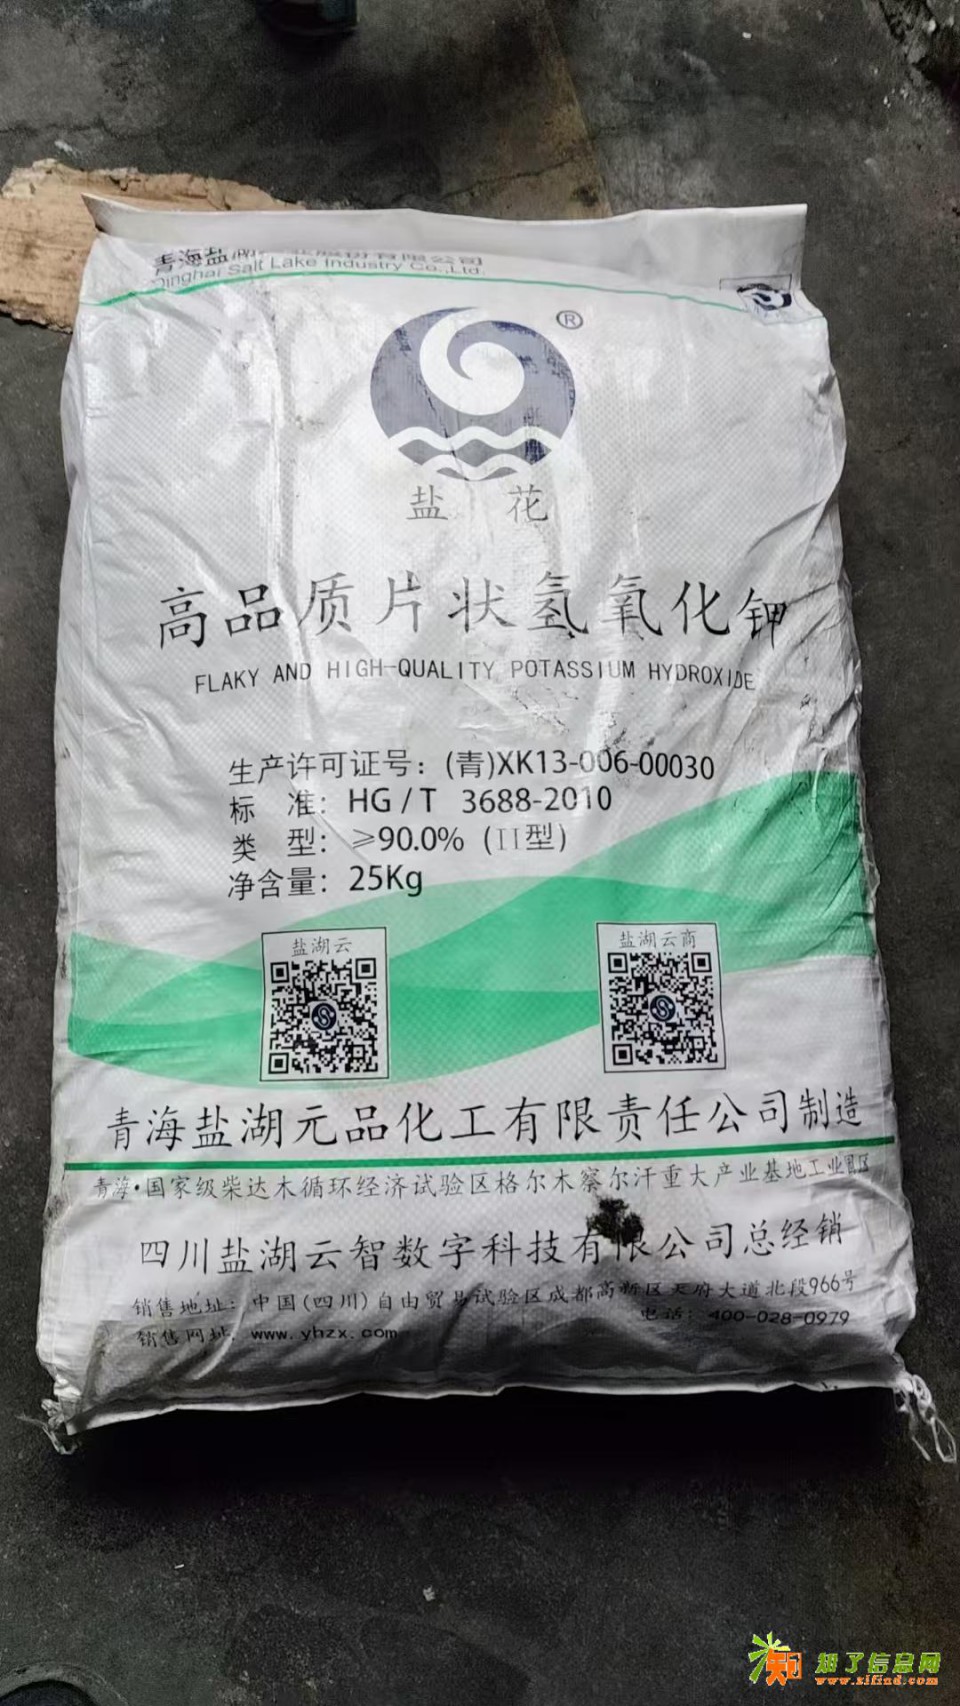 青海盐湖工业股份有限公司
Qinghai Salt Lake Industry Co.,Ltd.
®
盐 花
高品质片状氢氧化钾
FLAKY AND HIGH-QUALITY POTASSIUM HYDROXIDE
生产许可证号：(青)XK13-006-00030
标 准：HG/T 3688-2010
类 型：≥90.0%（II型）
净含量：25Kg
盐湖云
盐湖云商
青海盐湖元品化工有限责任公司制造
青海·国家级柴达木循环经济试验区格尔木察尔汗重大产业基地工业园区
四川盐湖云智数字科技有限公司总经销
销售地址：中国(四川)自由贸易试验区成都高新区天府大道北段966号
销售网址：www.yhzx.com
电话：400-028-0979
知了信息网
www.zlfind.com